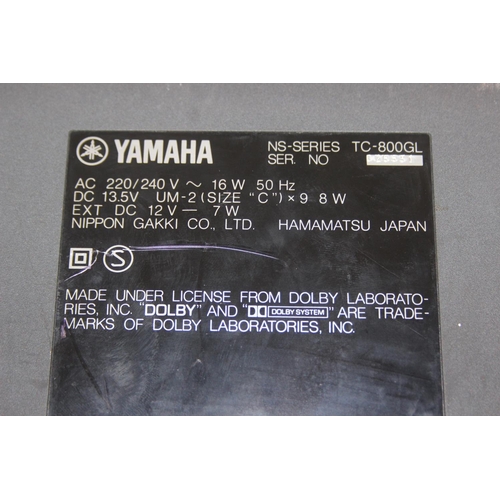 YAMAHA NS-SERIES TC-800GL
SER. NO
AC 220/240 V ~ 16 W 50 Hz
DC 13.5V UM-2 (SIZE "C") × 9 8 W
EXT DC 12 V — 7 W
NIPPON GAKKI CO., LTD. HAMAMATSU JAPAN
S
MADE UNDER LICENSE FROM DOLBY LABORATO-
RIES, INC. "DOLBY" AND "DD DOLBY SYSTEM" ARE TRADE-
MARKS OF DOLBY LABORATORIES, INC.